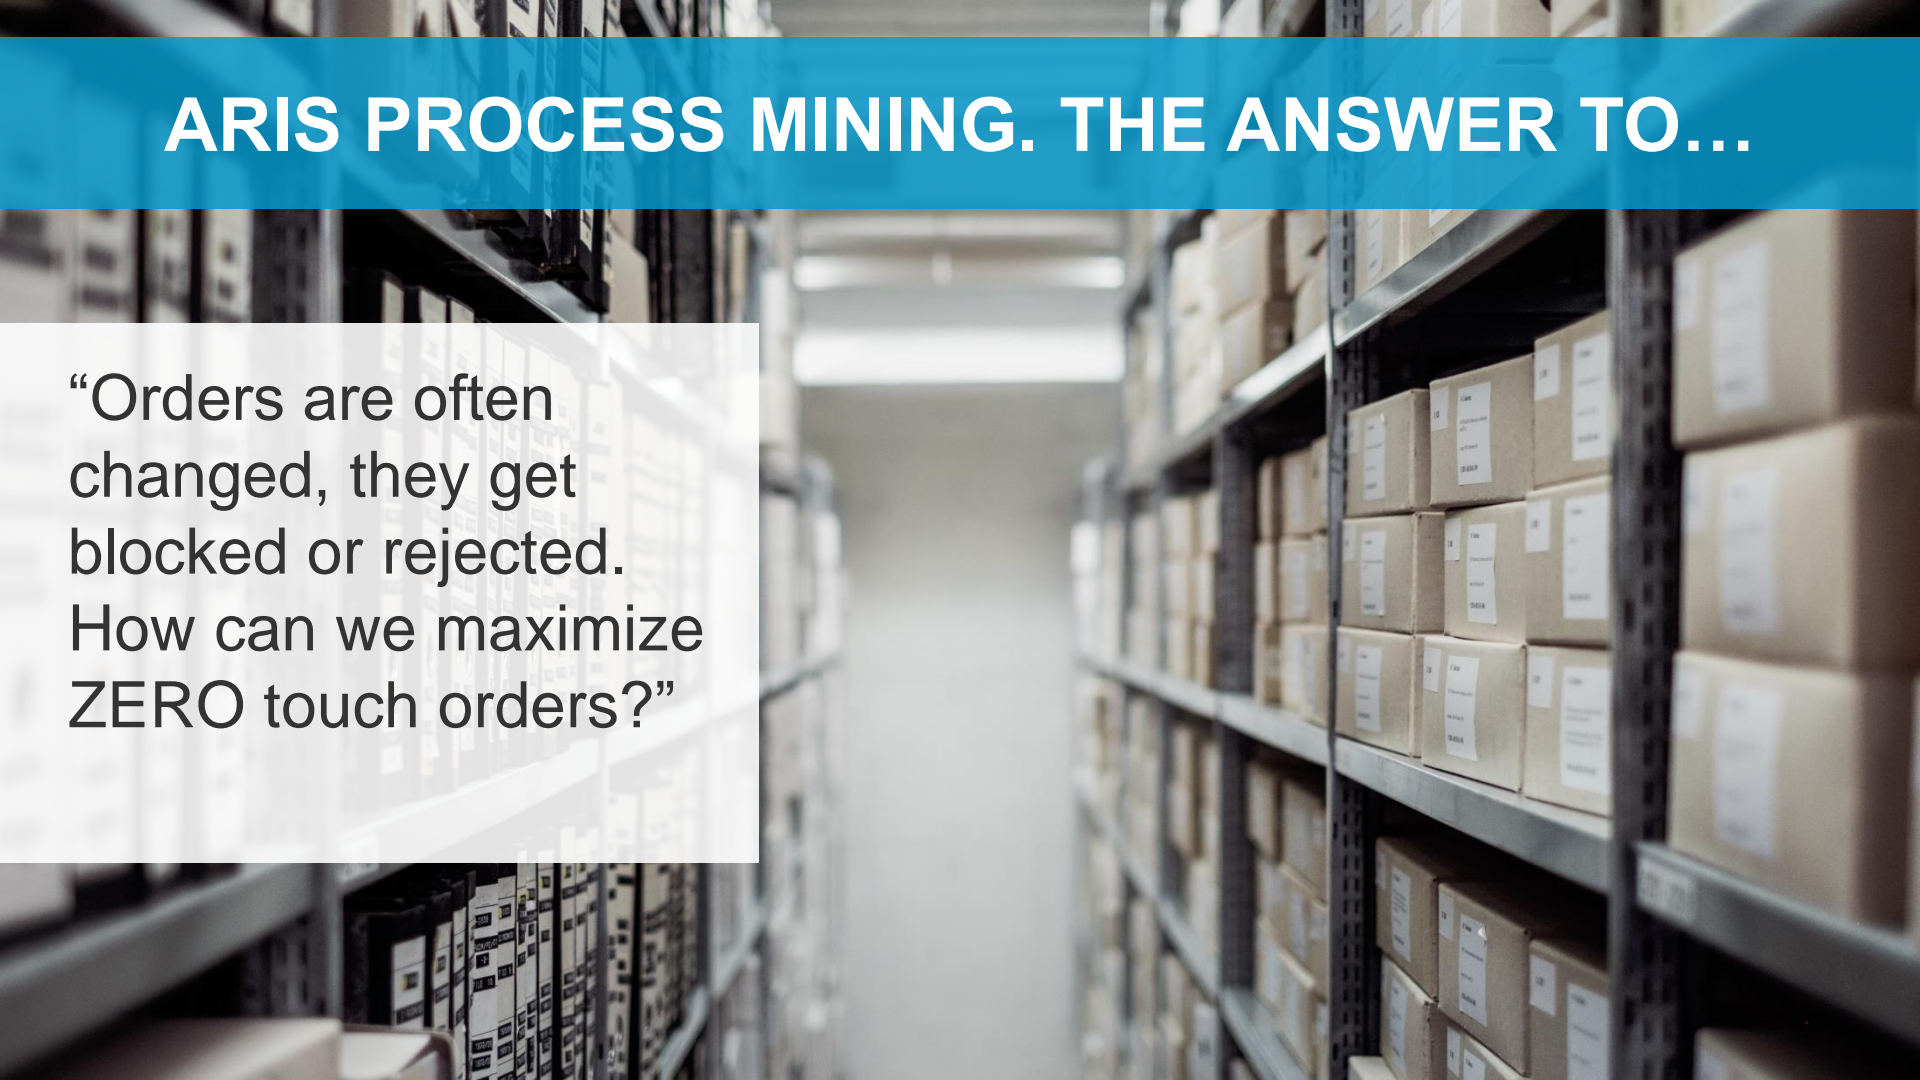 ARIS PROCESS MINING. THE ANSWER TO…
“Orders are often
changed, they get
blocked or rejected.
How can we maximize
ZERO touch orders?”